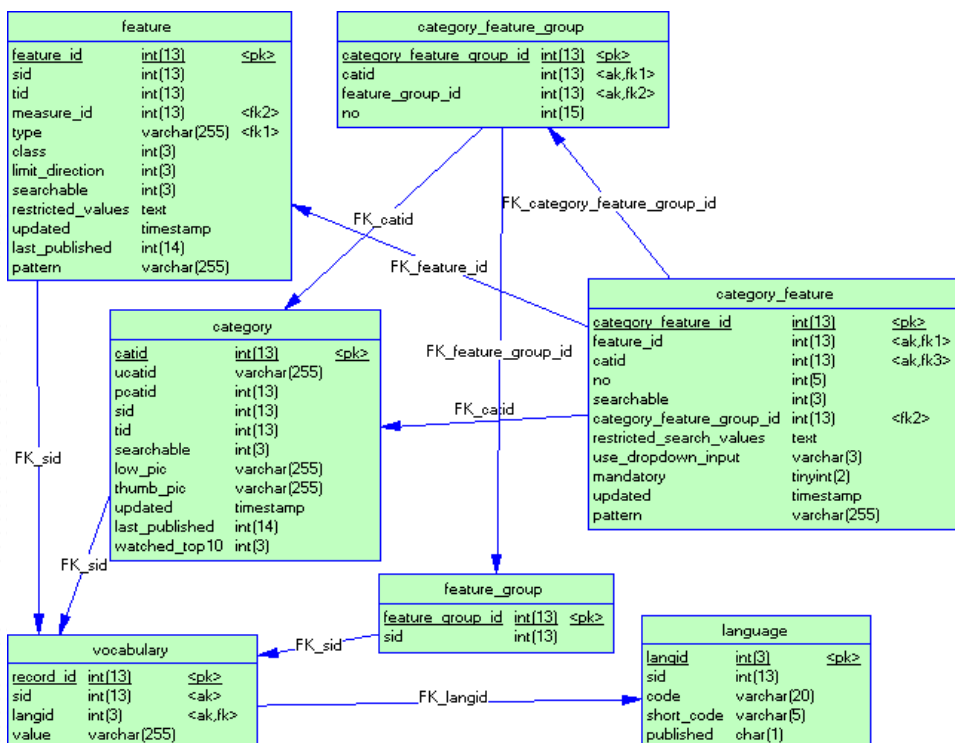 feature
feature_id int(13) <pk>
sid int(13)
tid int(13)
measure_id int(13) <fk2>
type varchar(255) <fk1>
class int(3)
limit_direction int(3)
searchable int(3)
restricted_values text
updated timestamp
last_published int(14)
pattern varchar(255)
category_feature_group
category_feature_group_id int(13) <pk>
catid int(13) <ak,fk1>
feature_group_id int(13) <ak,fk2>
no int(15)
FK_category_feature_group_id
FK_catid
FK_feature_id
category_feature
category_feature_id int(13) <pk>
feature_id int(13) <ak,fk1>
catid int(13) <ak,fk3>
no int(5)
searchable int(3)
category_feature_group_id int(13) <fk2>
restricted_search_values text
use_dropdown_input varchar(3)
mandatory tinyint(2)
updated timestamp
pattern varchar(255)
category
catid int(13) <pk>
ucatid varchar(255)
pcatid int(13)
sid int(13)
tid int(13)
searchable int(3)
low_pic varchar(255)
thumb_pic varchar(255)
updated timestamp
last_published int(14)
watched_top10 int(3)
FK_feature_group_id
FK_catid
FK_sid
FK_sid
feature_group
feature_group_id int(13) <pk>
sid int(13)
FK_sid
vocabulary
record_id int(13) <pk>
sid int(13) <ak>
langid int(3) <ak,fk>
value varchar(255)
FK_langid
language
langid int(3) <pk>
sid int(13)
code varchar(20)
short_code varchar(5)
published char(1)